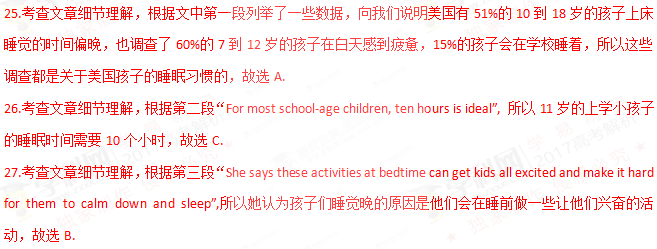 25.考查文章细节理解，根据文中第一段列举了一些数据，向我们说明美国有 51%的 10 到 18 岁的孩子上床
睡觉的时间偏晚，也调查了 60%的 7 到 12 岁的孩子在白天感到疲惫，15%的孩子会在学校睡着，所以这些
调查都是关于美国孩子的睡眠习惯的，故选 A.
26.考查文章细节理解，根据第二段“For most school-age children, ten hours is ideal”, 所以 11 岁的上学小孩子
的睡眠时间需要 10 个小时，故选 C.
27.考查文章细节理解，根据第三段“She says these activities at bedtime can get kids all excited and make it hard
for them to calm down and sleep”,所以她认为孩子们睡觉晚的原因是他们会在睡前做一些让他们兴奋的活
动，故选 B.